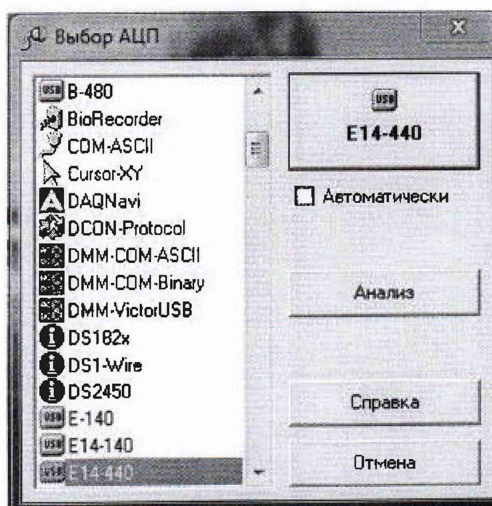 Выбор АЦП
B-480
BioRecorder
COM-ASCII
Cursor-XY
DAQNavi
DCON-Protocol
DMM-COM-ASCII
DMM-COM-Binary
DMM-VictorUSB
DS182x
DS1-Wire
DS2450
E-140
E14-140
E14-440
E14-440
Автоматически
Анализ
Справка
Отмена